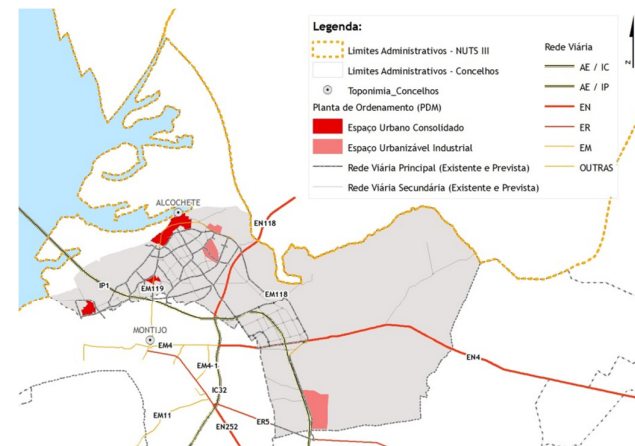 Legenda:
Limites Administrativos - NUTS III
Limites Administrativos - Concelhos
Toponimia_Concelhos
Planta de Ordenamento (PDM)
Espaço Urbano Consolidado
Espaço Urbanizável Industrial
Rede Viária Principal (Existente e Prevista)
Rede Viária Secundária (Existente e Prevista)
Rede Viária
AE / IC
AE / IP
EN
ER
EM
OUTRAS
N
ALCOCHETE
EN118
IP1
EM119
EM118
MONTIJO
EM4
EN4
EM4-1
IC32
EM11
EN252
ER5